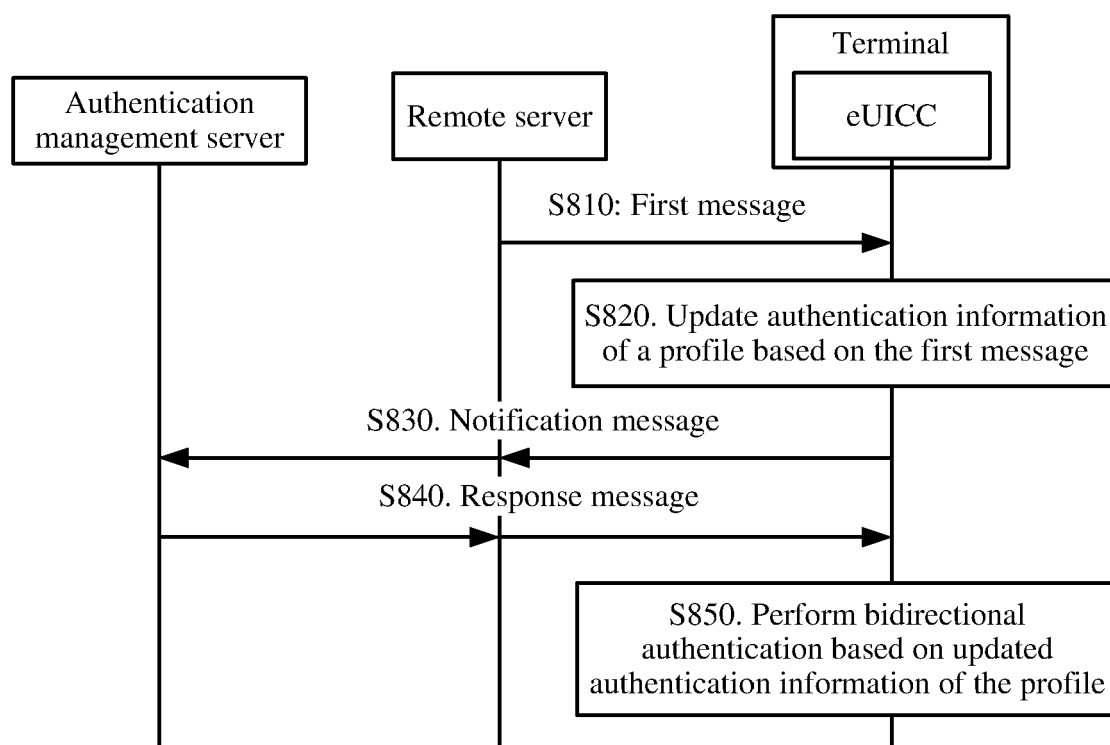 Terminal
Authentication
management server
Remote server
eUICC
S810: First message
S820. Update authentication information
of a profile based on the first message
S830. Notification message
S840. Response message
S850. Perform bidirectional
authentication based on updated
authentication information of the profile